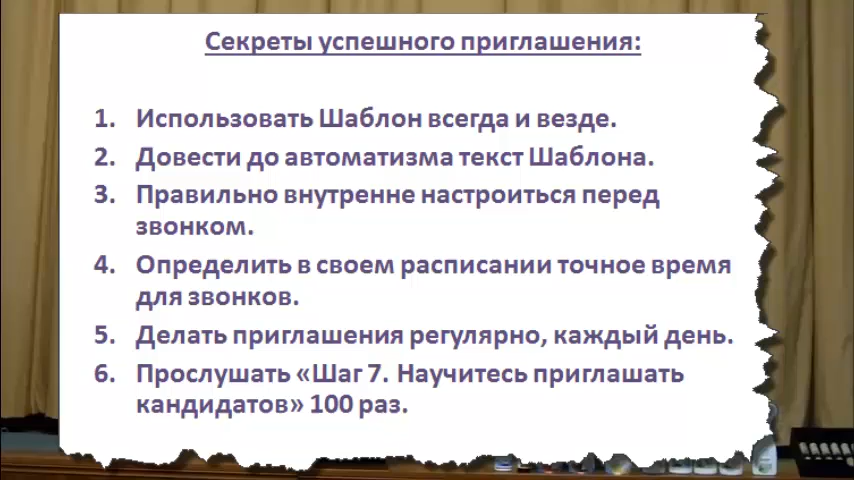 Секреты успешного приглашения:
1. Использовать Шаблон всегда и везде.
2. Довести до автоматизма текст Шаблона.
3. Правильно внутренне настроиться перед
звонком.
4. Определить в своем расписании точное время
для звонков.
5. Делать приглашения регулярно, каждый день.
6. Прослушать «Шаг 7. Научитесь приглашать
кандидатов» 100 раз.